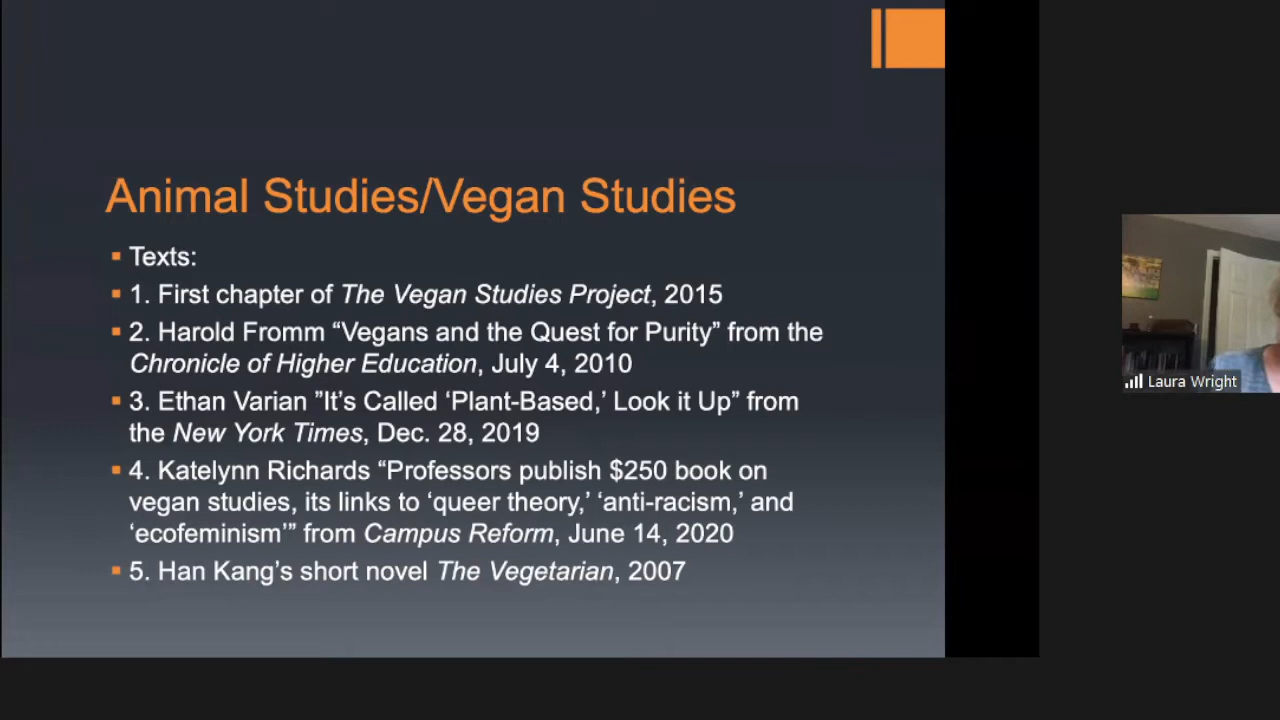 Animal Studies/Vegan Studies
Texts:
1. First chapter of The Vegan Studies Project, 2015
2. Harold Fromm “Vegans and the Quest for Purity” from the
Chronicle of Higher Education, July 4, 2010
3. Ethan Varian ”It’s Called ‘Plant-Based,’ Look it Up” from
the New York Times, Dec. 28, 2019
4. Katelynn Richards “Professors publish $250 book on
vegan studies, its links to ‘queer theory,’ ‘anti-racism,’ and
‘ecofeminism’” from Campus Reform, June 14, 2020
5. Han Kang’s short novel The Vegetarian, 2007
Laura Wright